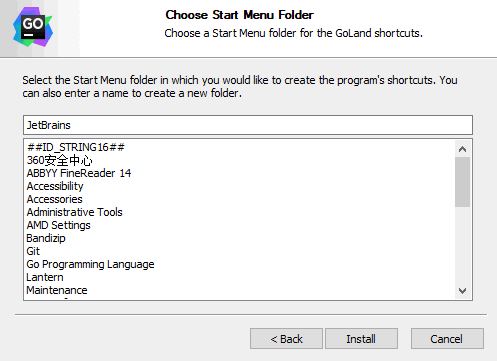 GO
Choose Start Menu Folder
Choose a Start Menu folder for the GoLand shortcuts.
Select the Start Menu folder in which you would like to create the program's shortcuts. You
can also enter a name to create a new folder.
JetBrains
##ID_STRING16##
360安全中心
ABBYY FineReader 14
Accessibility
Accessories
Administrative Tools
AMD Settings
Bandizip
Git
Go Programming Language
Lantern
Maintenance
< Back
Install
Cancel